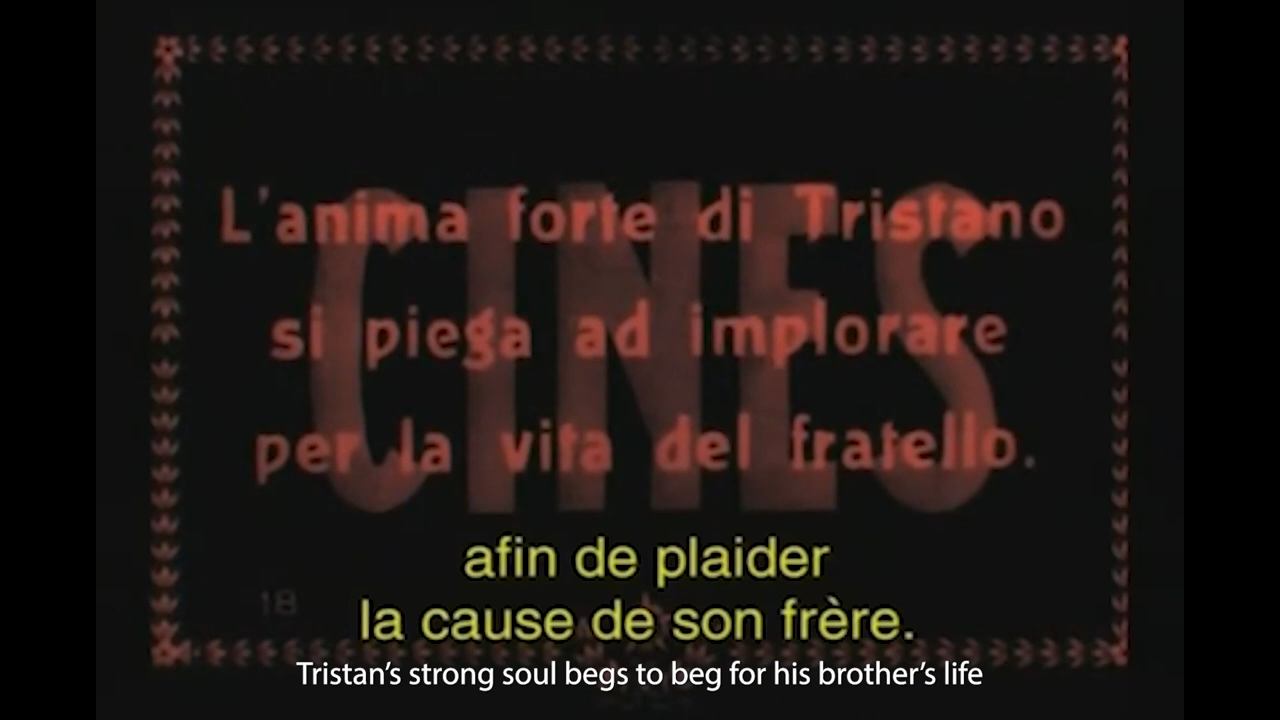 CINES
L'anima forte di Tristano
si piega ad implorare
per la vita del fratello.
18
afin de plaider
la cause de son frère.
Tristan’s strong soul begs to beg for his brother’s life